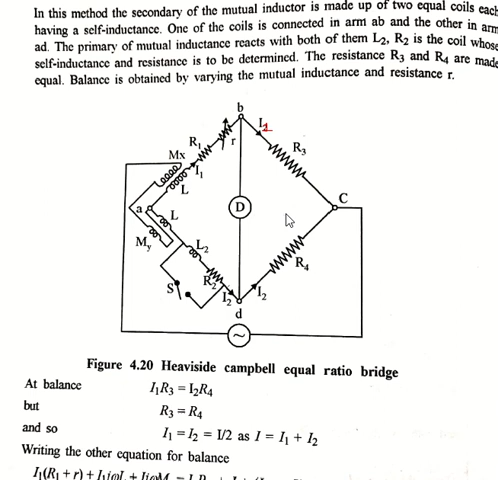 In this method the secondary of the mutual inductor is made up of two equal coils each
having a self-inductance. One of the coils is connected in arm ab and the other in arm
ad. The primary of mutual inductance reacts with both of them L₂, R₂ is the coil whose
self-inductance and resistance is to be determined. The resistance R₃ and R₄ are made
equal. Balance is obtained by varying the mutual inductance and resistance r.
b
I₁
R₁ r R₃
Mx I₁
L
a L D C
M_y L₂
R₂ R₄
S I₂ I₂
d
~
Figure 4.20 Heaviside campbell equal ratio bridge
At balance I₁R₃ = I₂R₄
but R₃ = R₄
and so I₁ = I₂ = I/2 as I = I₁ + I₂
Writing the other equation for balance
I₁(R₁ + r) + I₁jωL + IjωM